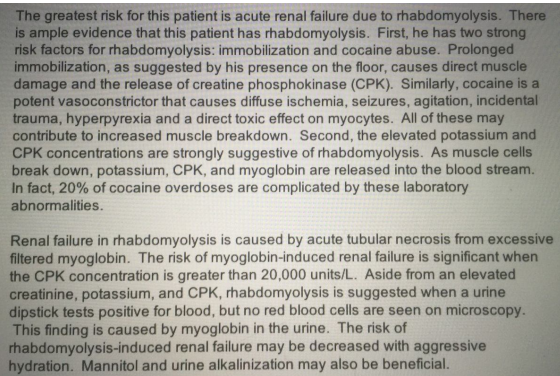 The greatest risk for this patient is acute renal failure due to rhabdomyolysis. There
is ample evidence that this patient has rhabdomyolysis. First, he has two strong
risk factors for rhabdomyolysis: immobilization and cocaine abuse. Prolonged
immobilization, as suggested by his presence on the floor, causes direct muscle
damage and the release of creatine phosphokinase (CPK). Similarly, cocaine is a
potent vasoconstrictor that causes diffuse ischemia, seizures, agitation, incidental
trauma, hyperpyrexia and a direct toxic effect on myocytes. All of these may
contribute to increased muscle breakdown. Second, the elevated potassium and
CPK concentrations are strongly suggestive of rhabdomyolysis. As muscle cells
break down, potassium, CPK, and myoglobin are released into the blood stream.
In fact, 20% of cocaine overdoses are complicated by these laboratory
abnormalities.
Renal failure in rhabdomyolysis is caused by acute tubular necrosis from excessive
filtered myoglobin. The risk of myoglobin-induced renal failure is significant when
the CPK concentration is greater than 20,000 units/L. Aside from an elevated
creatinine, potassium, and CPK, rhabdomyolysis is suggested when a urine
dipstick tests positive for blood, but no red blood cells are seen on microscopy.
This finding is caused by myoglobin in the urine. The risk of
rhabdomyolysis-induced renal failure may be decreased with aggressive
hydration. Mannitol and urine alkalinization may also be beneficial.